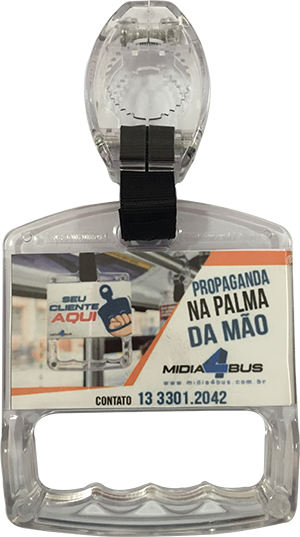 SEU
CLIENTE
AQUI
PROPAGANDA
NA PALMA
DA MÃO
MIDIA4BUS
www.midia4bus.com.br
CONTATO 13 3301.2042